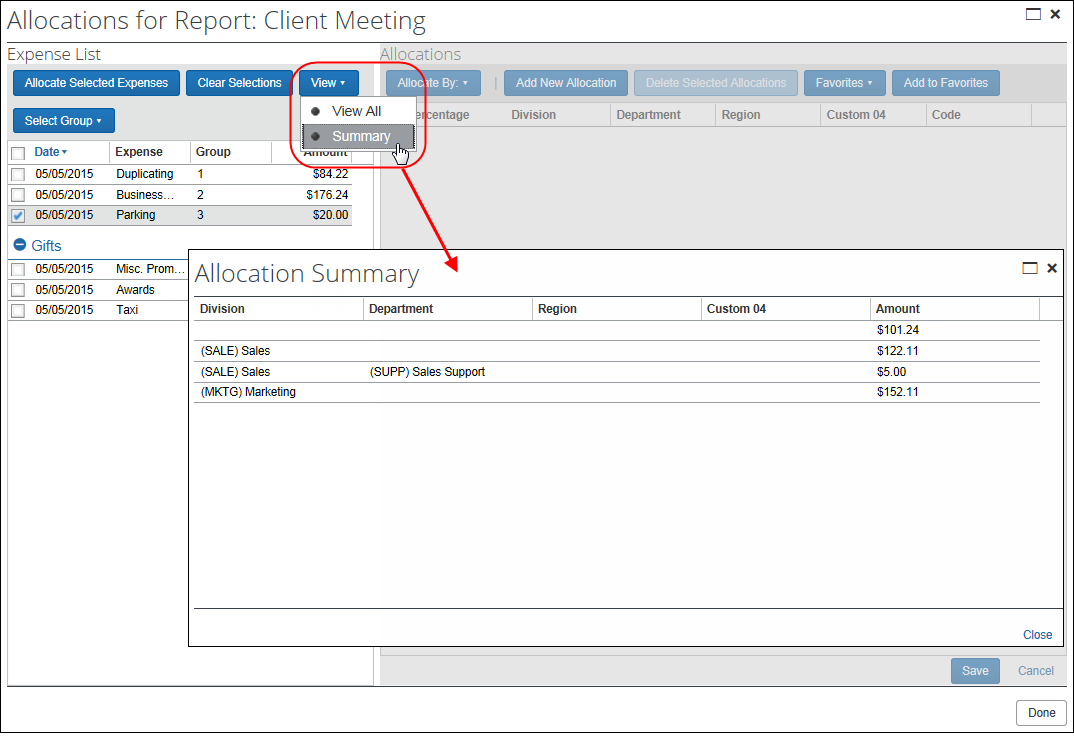 Allocations for Report: Client Meeting
Expense List
Allocate Selected Expenses Clear Selections View
View All
Summary
Select Group
Date Expense Group Amount
05/05/2015 Duplicating 1 $84.22
05/05/2015 Business... 2 $176.24
05/05/2015 Parking 3 $20.00
Gifts
05/05/2015 Misc. Prom...
05/05/2015 Awards
05/05/2015 Taxi
Allocations
Allocate By: | Add New Allocation Delete Selected Allocations Favorites Add to Favorites
ercentage Division Department Region Custom 04 Code
Allocation Summary
Division Department Region Custom 04 Amount
$101.24
(SALE) Sales $122.11
(SALE) Sales (SUPP) Sales Support $5.00
(MKTG) Marketing $152.11
Close
Save Cancel
Done